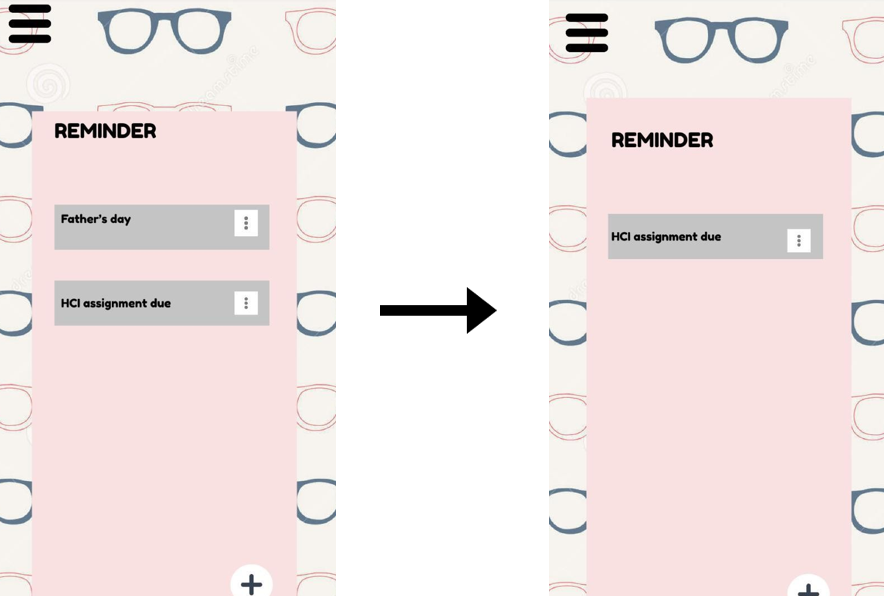 REMINDER
Father's day
HCI assignment due
REMINDER
HCI assignment due